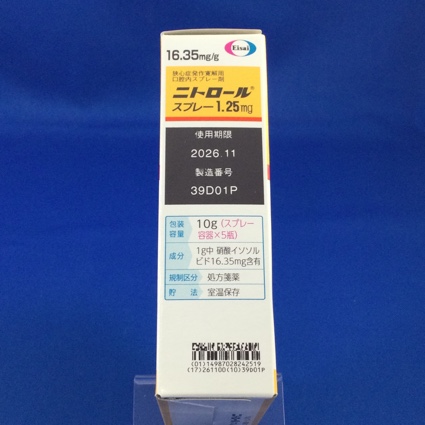 16.35mg/g
Eisai
狭心症発作寛解剤
口腔内スプレー剤
ニトロール®
スプレー1.25mg
使用期限
2026.11
製造番号
39D01P
包装
容量
10g(スプレー
容器×5瓶)
成分
1g中 硝酸イソソル
ビド16.35mg含有
規制区分
処方箋薬
貯 法
室温保存
(01)14987028242519
(17)261100(10)39D01P